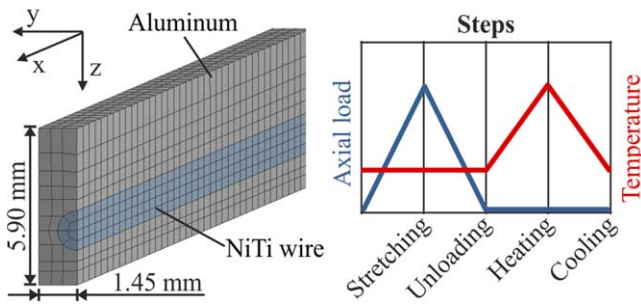 y
x
z
Aluminum
5.90 mm
NiTi wire
1.45 mm
Steps
Axial load
Temperature
Stretching
Unloading
Heating
Cooling